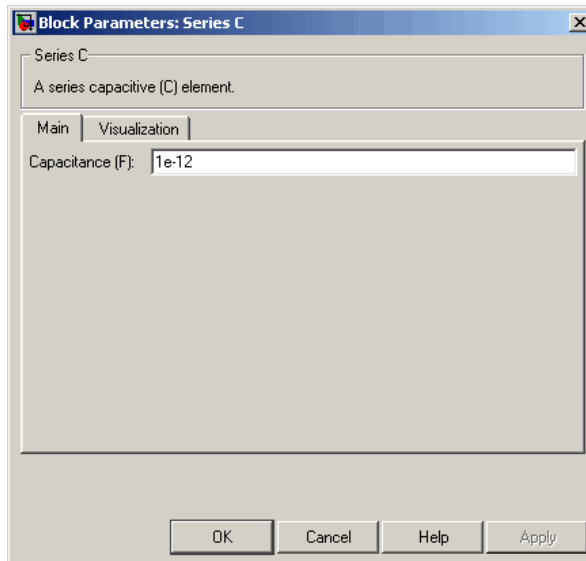 Block Parameters: Series C
Series C
A series capacitive (C) element.
Main Visualization
Capacitance (F): 1e-12
OK Cancel Help Apply